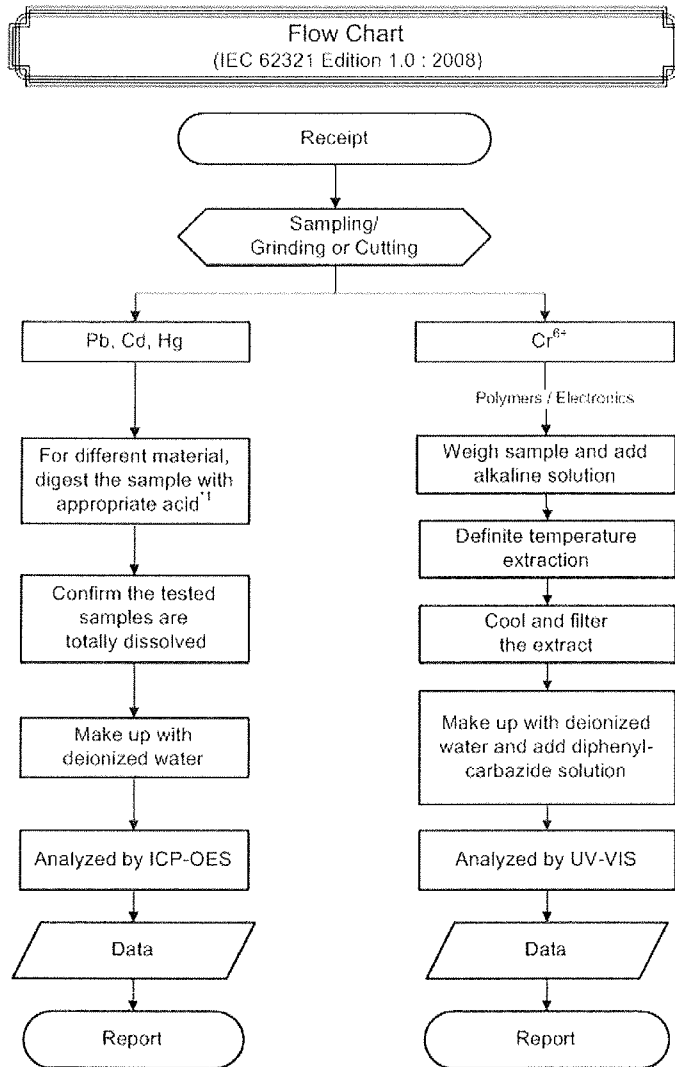 Flow Chart
(IEC 62321 Edition 1.0 : 2008)
Receipt
Sampling/
Grinding or Cutting
Pb, Cd, Hg
For different material,
digest the sample with
appropriate acid*1
Confirm the tested
samples are
totally dissolved
Make up with
deionized water
Analyzed by ICP-OES
Data
Report
Cr6+
Polymers / Electronics
Weigh sample and add
alkaline solution
Definite temperature
extraction
Cool and filter
the extract
Make up with deionized
water and add diphenyl-
carbazide solution
Analyzed by UV-VIS
Data
Report